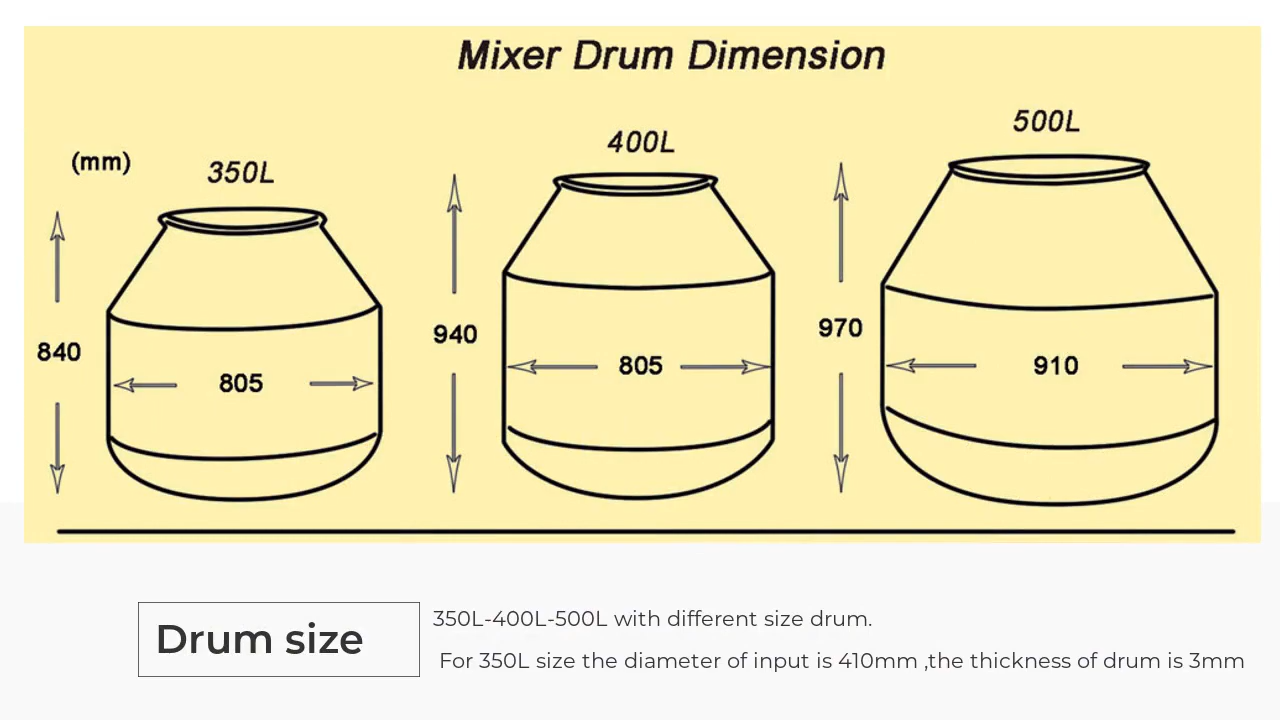 Mixer Drum Dimension
(mm)
350L
400L
500L
840
805
940
805
970
910
Drum size
350L-400L-500L with different size drum.
For 350L size the diameter of input is 410mm ,the thickness of drum is 3mm